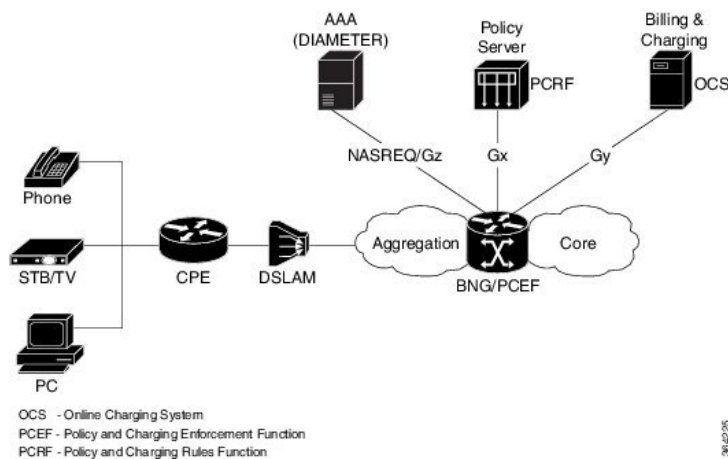 AAA
(DIAMETER)
Policy
Server
PCRF
Billing &
Charging
OCS
NASREQ/Gz
Gx
Gy
Phone
STB/TV
PC
CPE
DSLAM
Aggregation
BNG/PCEF
Core
OCS - Online Charging System
PCEF - Policy and Charging Enforcement Function
PCRF - Policy and Charging Rules Function
364225